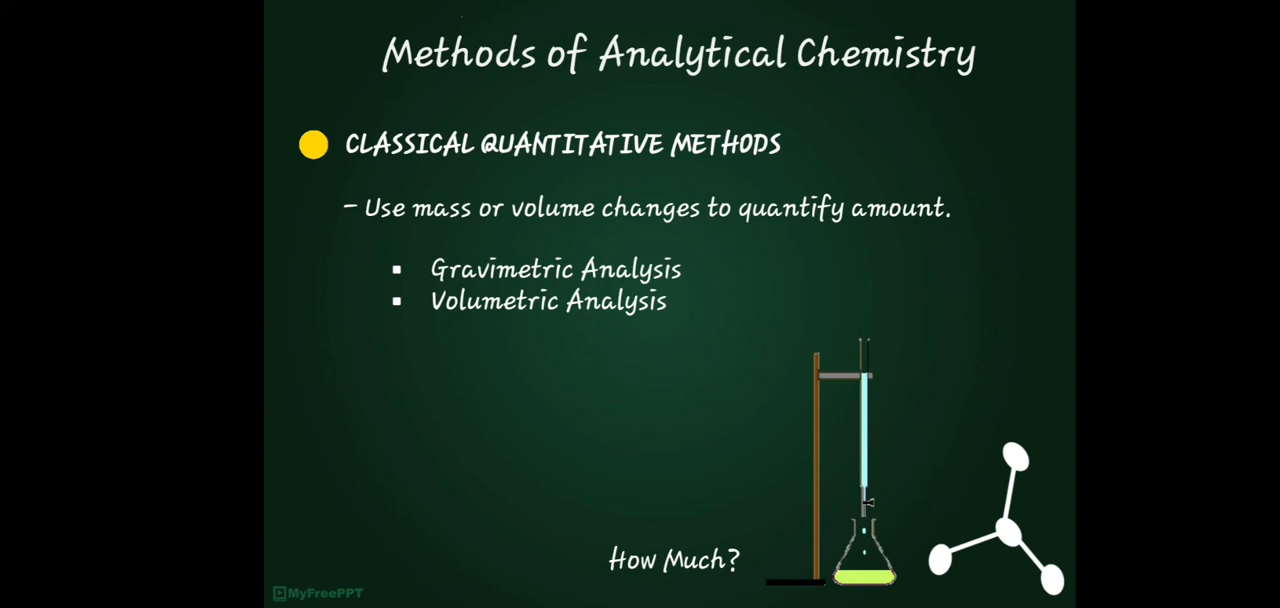 Methods of Analytical Chemistry
CLASSICAL QUANTITATIVE METHODS
– Use mass or volume changes to quantify amount.
▪ Gravimetric Analysis
▪ Volumetric Analysis
How Much?
MyFreePPT